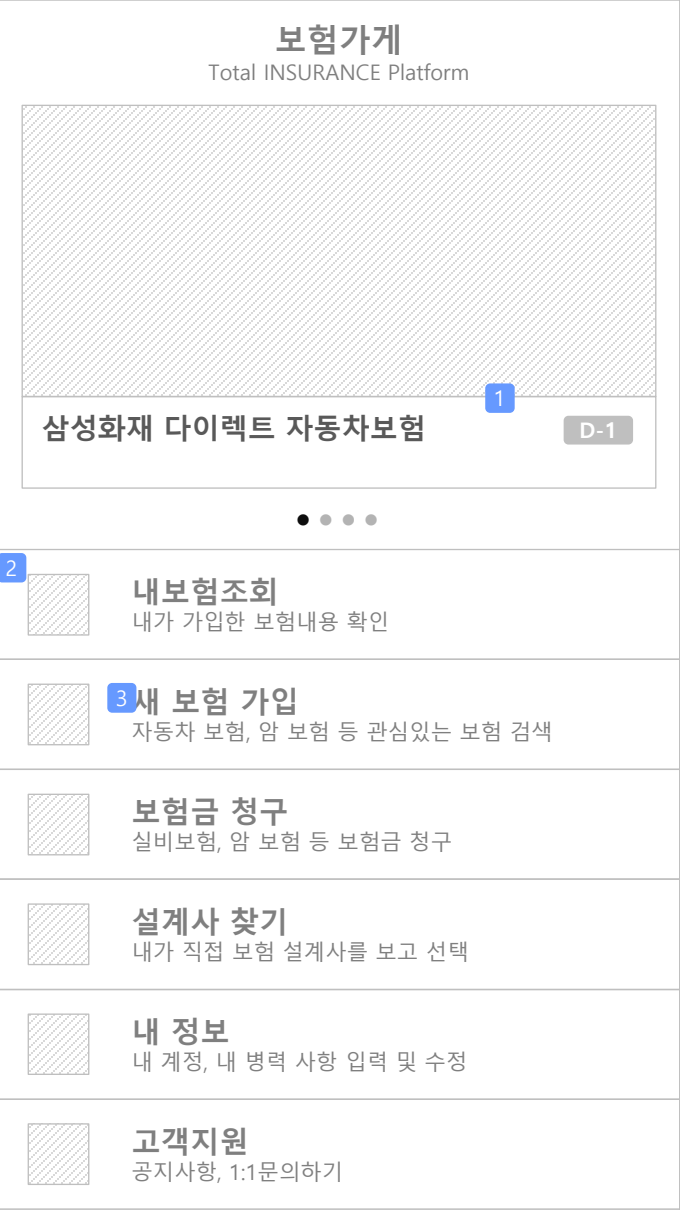 보험가게
Total INSURANCE Platform
1
삼성화재 다이렉트 자동차보험
D-1
2
내보험조회
내가 가입한 보험내용 확인
3
새 보험 가입
자동차 보험, 암 보험 등 관심있는 보험 검색
보험금 청구
실비보험, 암 보험 등 보험금 청구
설계사 찾기
내가 직접 보험 설계사를 보고 선택
내 정보
내 계정, 내 병력 사항 입력 및 수정
고객지원
공지사항, 1:1문의하기